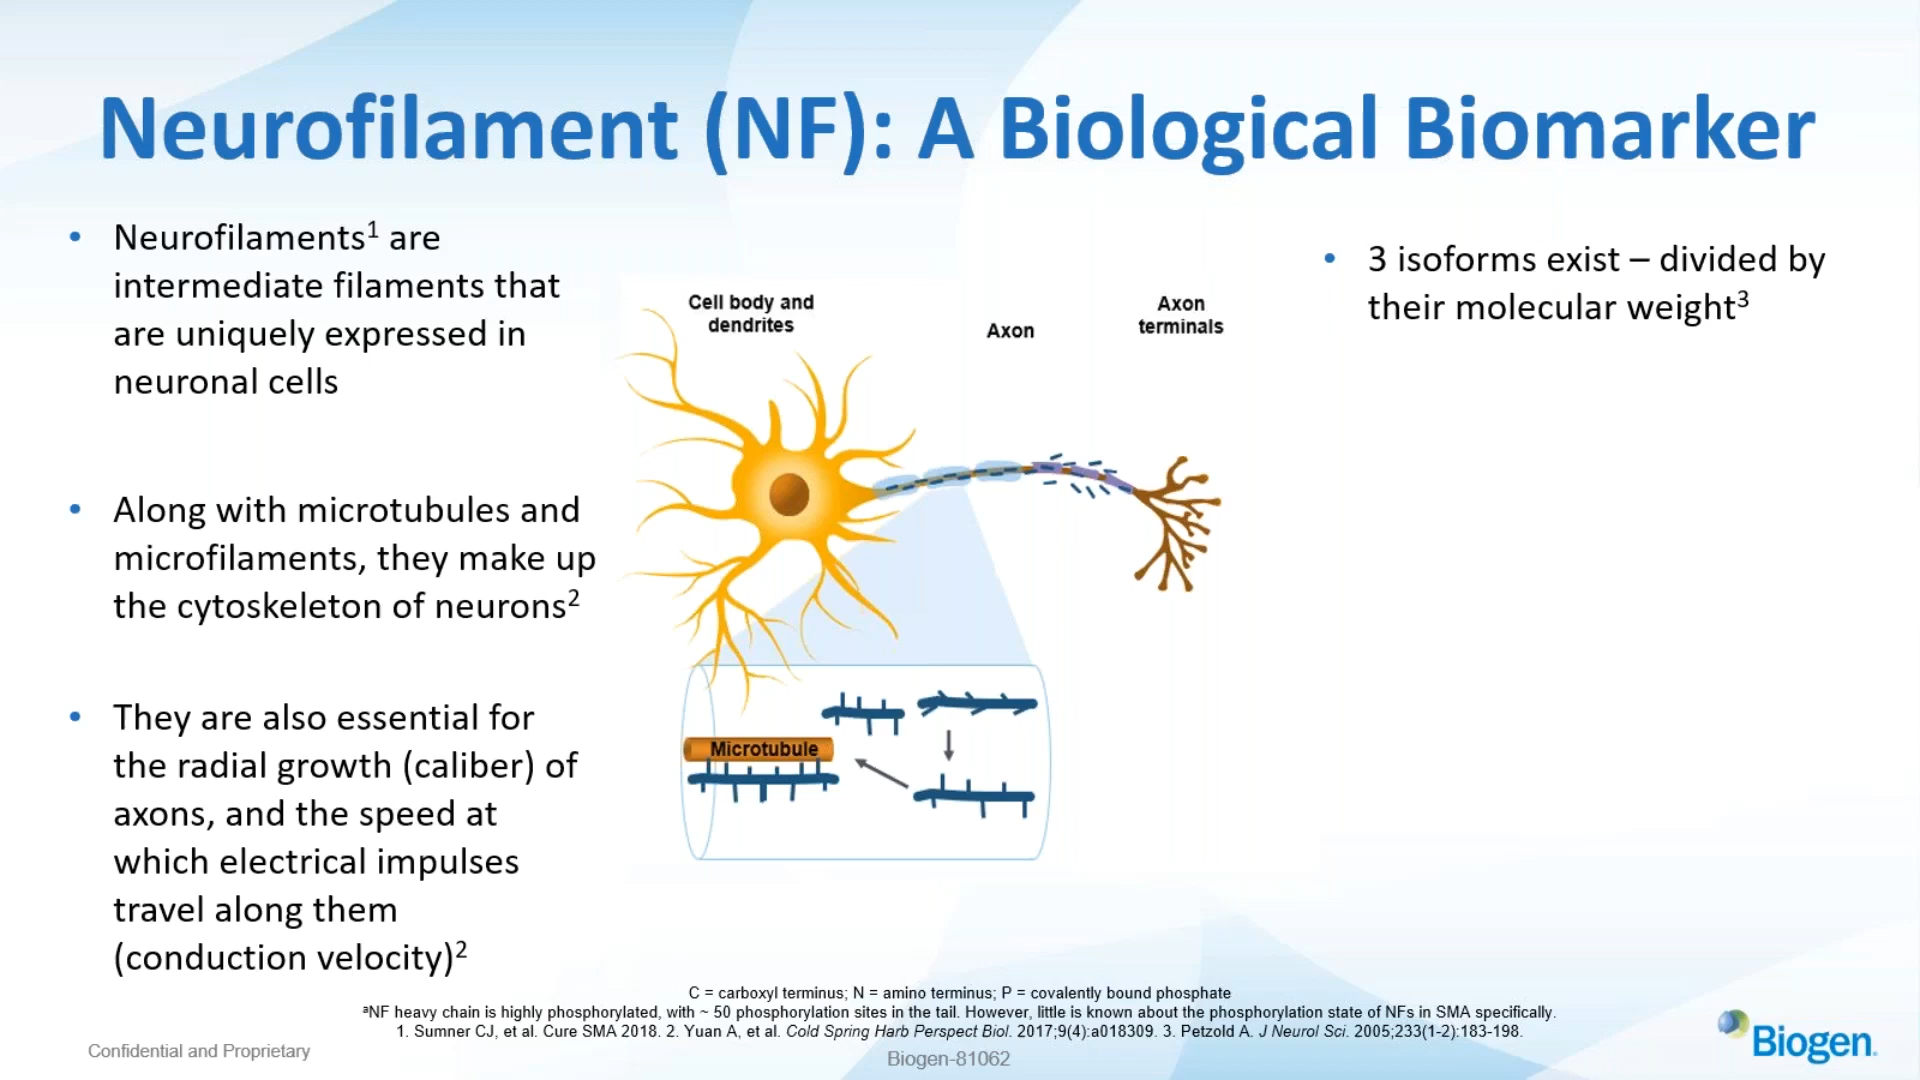 Neurofilament (NF): A Biological Biomarker
• Neurofilaments¹ are
intermediate filaments that
are uniquely expressed in
neuronal cells
• Along with microtubules and
microfilaments, they make up
the cytoskeleton of neurons²
• They are also essential for
the radial growth (caliber) of
axons, and the speed at
which electrical impulses
travel along them
(conduction velocity)²
Cell body and
dendrites
Axon
Axon
terminals
Microtubule
• 3 isoforms exist – divided by
their molecular weight³
C = carboxyl terminus; N = amino terminus; P = covalently bound phosphate
ᵃNF heavy chain is highly phosphorylated, with ~ 50 phosphorylation sites in the tail. However, little is known about the phosphorylation state of NFs in SMA specifically.
1. Sumner CJ, et al. Cure SMA 2018. 2. Yuan A, et al. Cold Spring Harb Perspect Biol. 2017;9(4):a018309. 3. Petzold A. J Neurol Sci. 2005;233(1-2):183-198.
Confidential and Proprietary
Biogen-81062
Biogen.